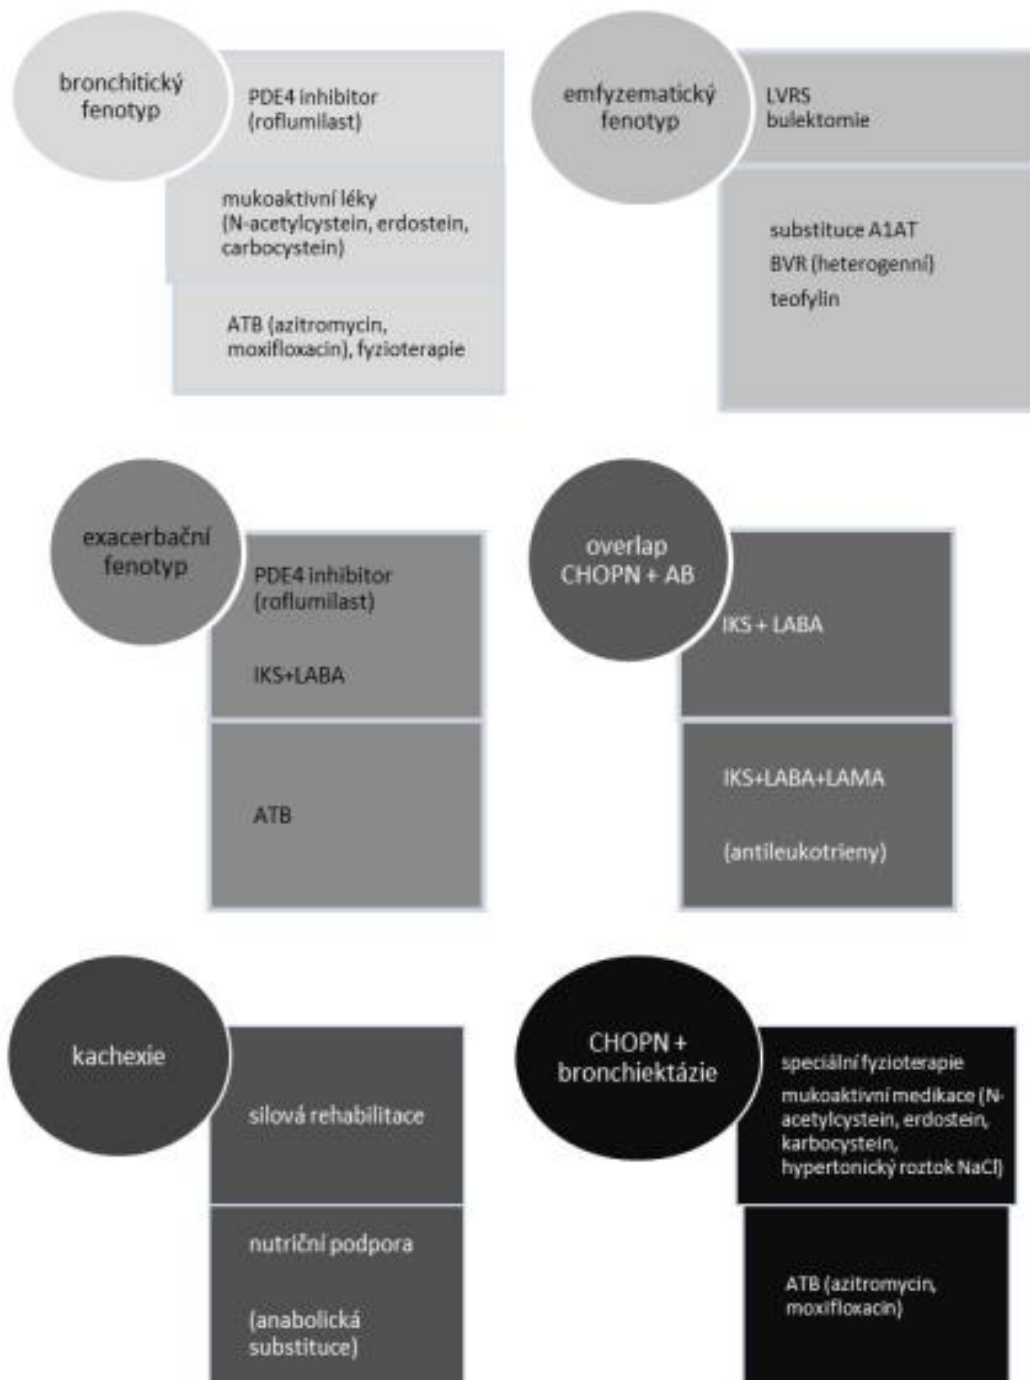 bronchitický
fenotyp
PDE4 inhibitor
(roflumilast)
mukoaktivní léky
(N-acetylcystein, erdostein,
carbocystein)
ATB (azitromycin,
moxifloxacin), fyzioterapie
emfyzematický
fenotyp
LVRS
bulektomie
substituce A1AT
BVR (heterogenní)
teofylin
exacerbační
fenotyp
PDE4 inhibitor
(roflumilast)
IKS+LABA
ATB
overlap
CHOPN + AB
IKS + LABA
IKS+LABA+LAMA
(antileukotrieny)
kachexie
silová rehabilitace
nutriční podpora
(anabolická
substituce)
CHOPN +
bronchiektázie
speciální fyzioterapie
mukoaktivní medikace (N-
acetylcystein, erdostein,
karbocystein,
hypertonický roztok NaCl)
ATB (azitromycin,
moxifloxacin)